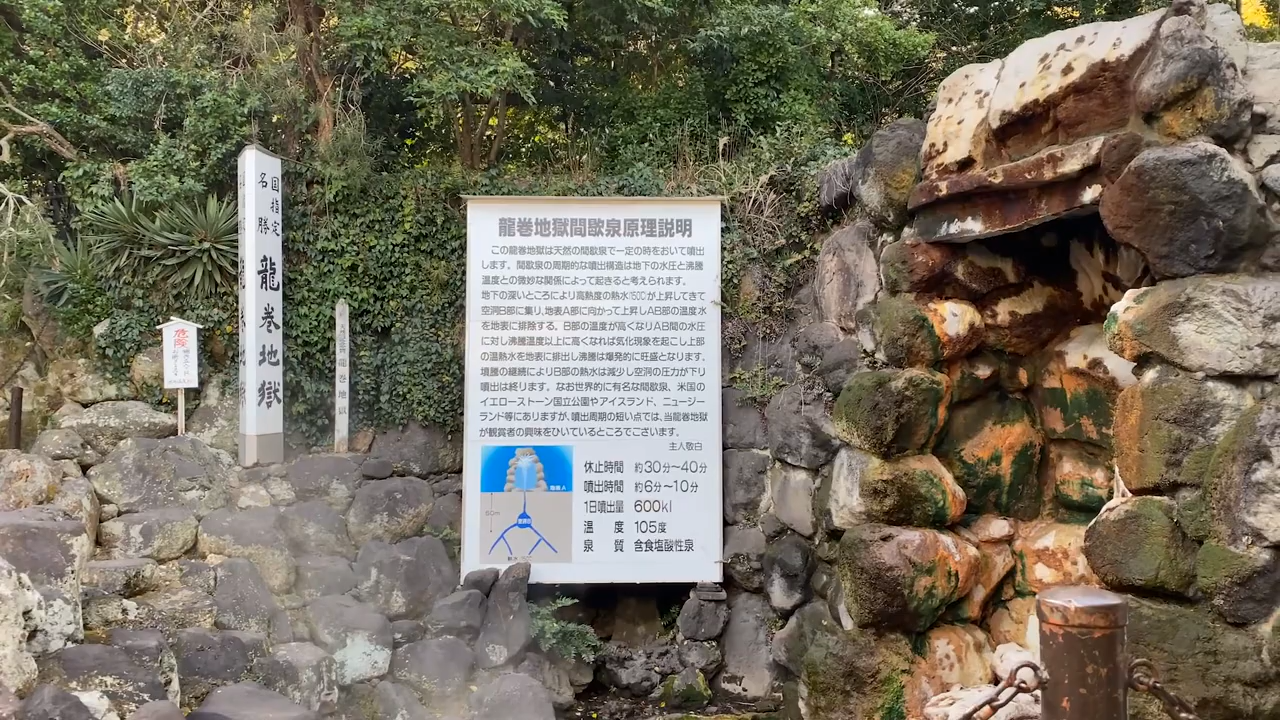 国指定
名勝
龍巻地獄
危険
龍巻地獄
龍巻地獄間歇泉原理説明
この龍巻地獄は天然の間歇泉で一定の時をおいて噴出
します。間歇泉の周期的な噴出構造は地下の水圧と沸騰
温度との微妙な関係によって起きると考えられます。
地下の深いところにより高熱度の熱水150℃が上昇してきて
空洞B部に集り、地表A部に向かって上昇しAB部の温度水
を地表に排除する。B部の温度が高くなりAB間の水圧
に対し沸騰温度以上に高くなれば気化現象を起こし上部
の温熱水を地表に排出し沸騰は爆発的に旺盛となります。
境騰の継続によりB部の熱水は減少し空洞の圧力が下り
噴出は終ります。なお世界的に有名な間歇泉、米国の
イエローストーン国立公園やアイスランド、ニュージー
ランド等にありますが、噴出周期の短い点では、当龍巻地獄
が観賞者の興味をひいているところでございます。
主人敬白
休止時間 約30分〜40分
噴出時間 約6分〜10分
1日噴出量 600kl
温度 105度
泉質 含食塩酸性泉